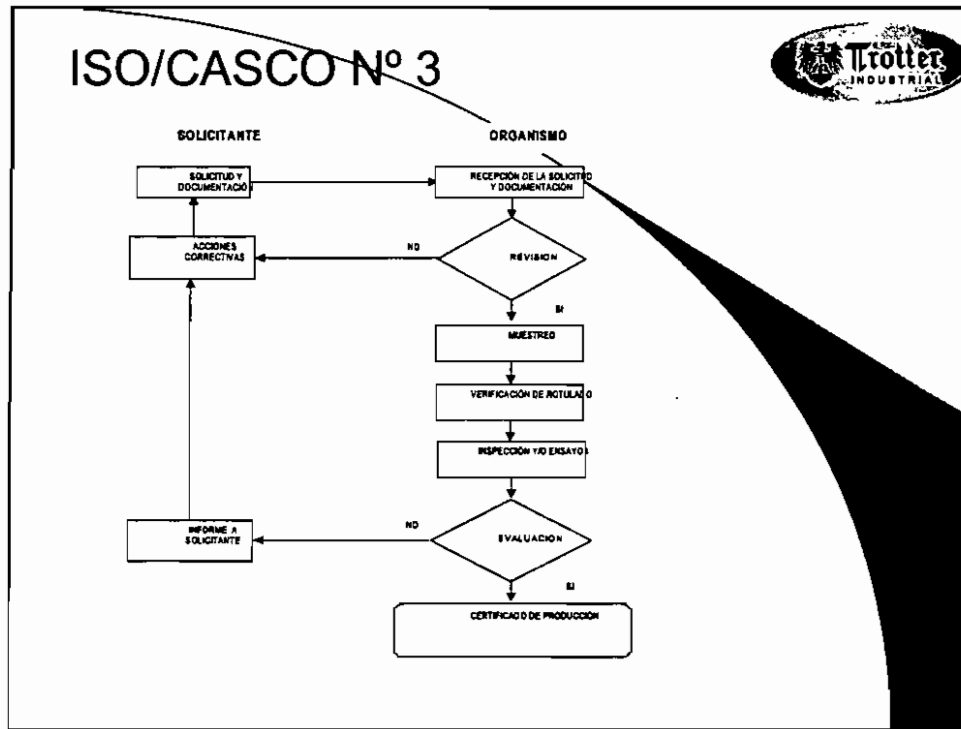 ISO/CASCO Nº 3
Trotter
INDUSTRIAL
SOLICITANTE
ORGANISMO
SOLICITUD Y
DOCUMENTACIÓ
RECEPCIÓN DE LA SOLICITUD
Y DOCUMENTACIÓN
ACCIONES
CORRECTIVAS
NO
REVISION
SI
MUESTREO
VERIFICACIÓN DE ROTULADO
INSPECCIÓN Y/O ENSAYOS
INFORME A
SOLICITANTE
NO
EVALUACION
SI
CERTIFICADO DE PRODUCCIÓN